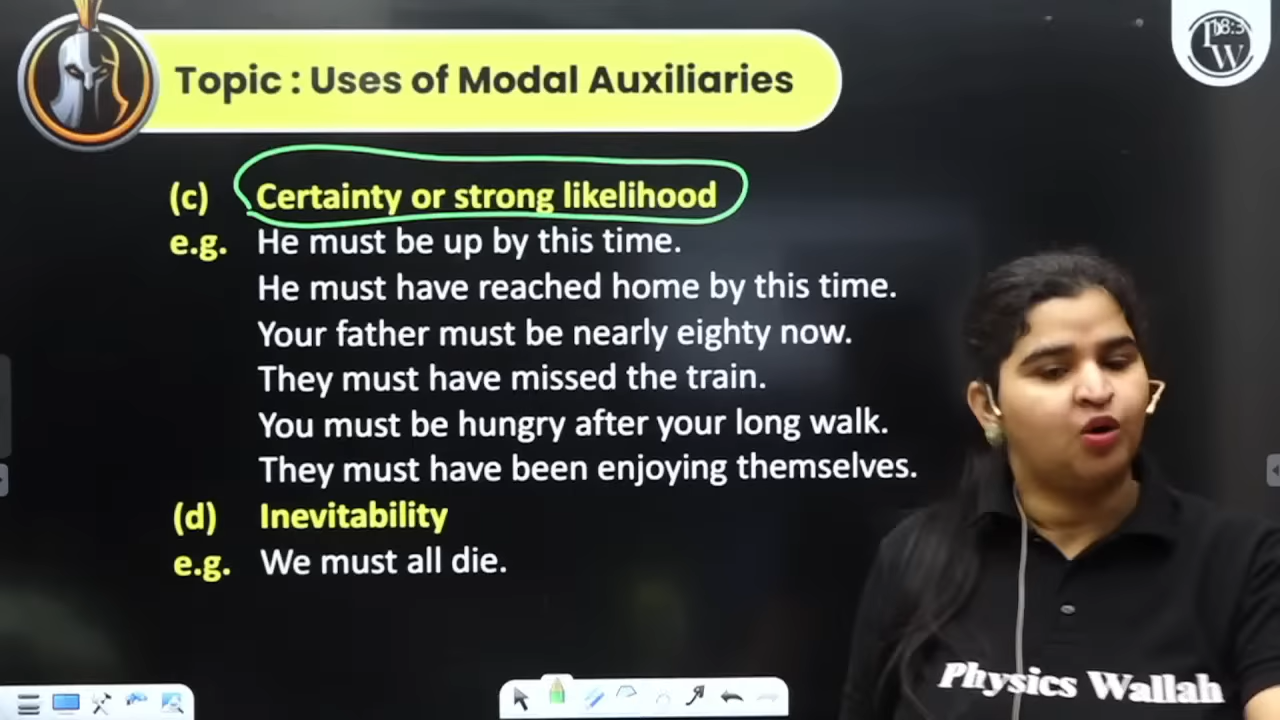 Topic : Uses of Modal Auxiliaries
(c) Certainty or strong likelihood
e.g. He must be up by this time.
He must have reached home by this time.
Your father must be nearly eighty now.
They must have missed the train.
You must be hungry after your long walk.
They must have been enjoying themselves.
(d) Inevitability
e.g. We must all die.
Physics Wallah